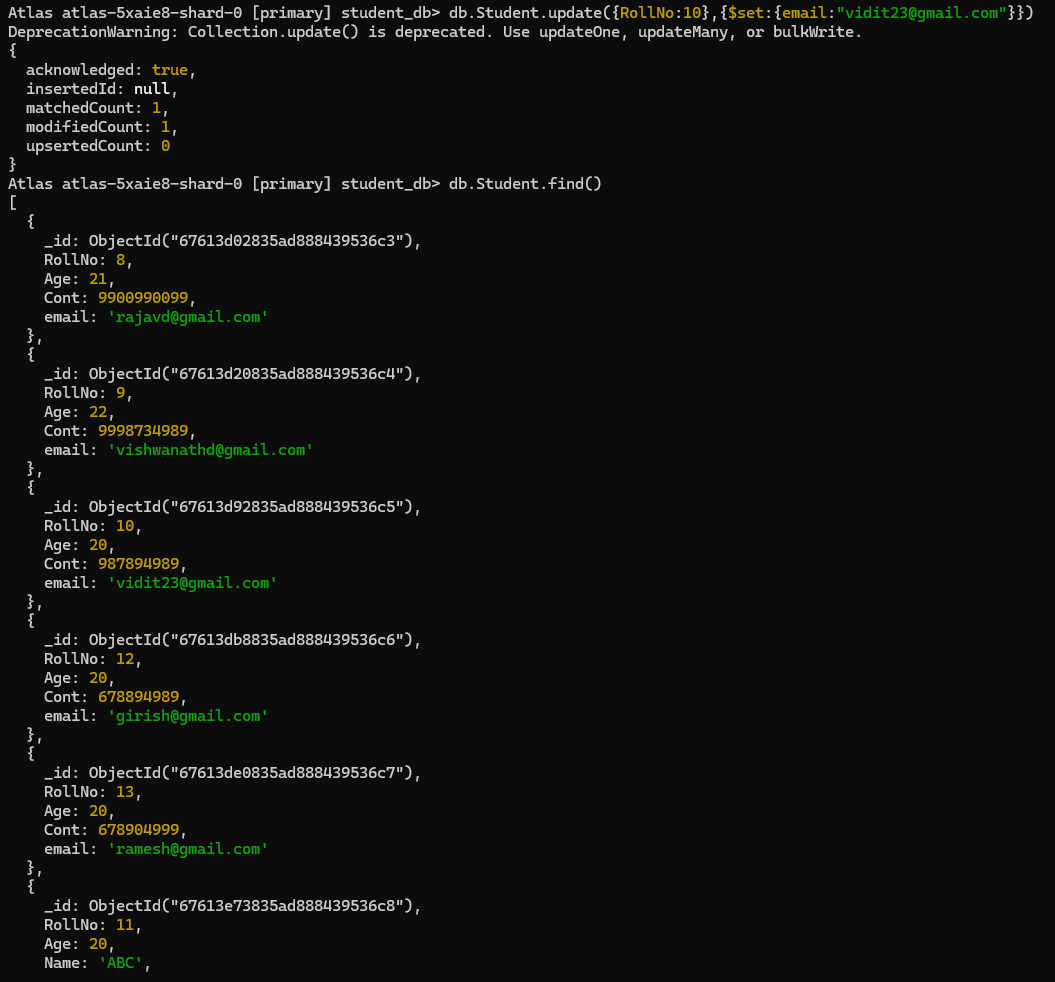 Atlas atlas-5xaie8-shard-0 [primary] student_db> db.Student.update({RollNo:10},{$set:{email:"vidit23@gmail.com"}})
DeprecationWarning: Collection.update() is deprecated. Use updateOne, updateMany, or bulkWrite.
{
  acknowledged: true,
  insertedId: null,
  matchedCount: 1,
  modifiedCount: 1,
  upsertedCount: 0
}
Atlas atlas-5xaie8-shard-0 [primary] student_db> db.Student.find()
[
  {
    _id: ObjectId("67613d02835ad888439536c3"),
    RollNo: 8,
    Age: 21,
    Cont: 9900990099,
    email: 'rajavd@gmail.com'
  },
  {
    _id: ObjectId("67613d20835ad888439536c4"),
    RollNo: 9,
    Age: 22,
    Cont: 9998734989,
    email: 'vishwanathd@gmail.com'
  },
  {
    _id: ObjectId("67613d92835ad888439536c5"),
    RollNo: 10,
    Age: 20,
    Cont: 987894989,
    email: 'vidit23@gmail.com'
  },
  {
    _id: ObjectId("67613db8835ad888439536c6"),
    RollNo: 12,
    Age: 20,
    Cont: 678894989,
    email: 'girish@gmail.com'
  },
  {
    _id: ObjectId("67613de0835ad888439536c7"),
    RollNo: 13,
    Age: 20,
    Cont: 678904999,
    email: 'ramesh@gmail.com'
  },
  {
    _id: ObjectId("67613e73835ad888439536c8"),
    RollNo: 11,
    Age: 20,
    Name: 'ABC',